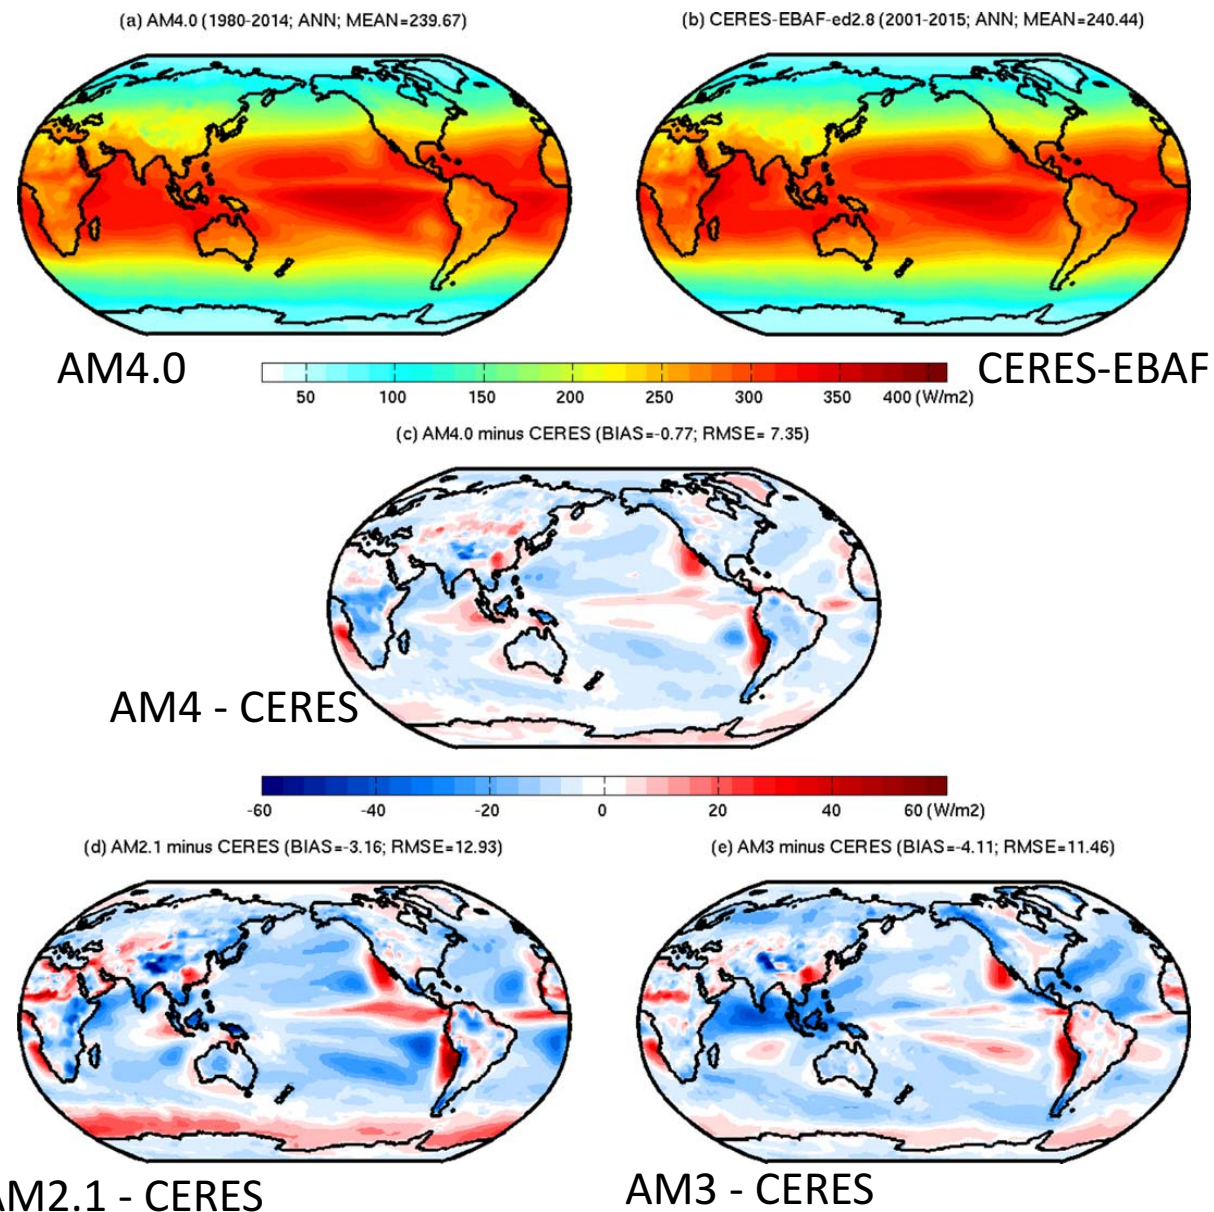 (a) AM4.0 (1980-2014; ANN; MEAN=239.67)
(b) CERES-EBAF-ed2.8 (2001-2015; ANN; MEAN=240.44)
AM4.0
CERES-EBAF
50 100 150 200 250 300 350 400 (W/m2)
(c) AM4.0 minus CERES (BIAS=-0.77; RMSE= 7.35)
AM4 - CERES
-60 -40 -20 0 20 40 60 (W/m2)
(d) AM2.1 minus CERES (BIAS=-3.16; RMSE=12.93)
(e) AM3 minus CERES (BIAS=-4.11; RMSE=11.46)
AM2.1 - CERES
AM3 - CERES